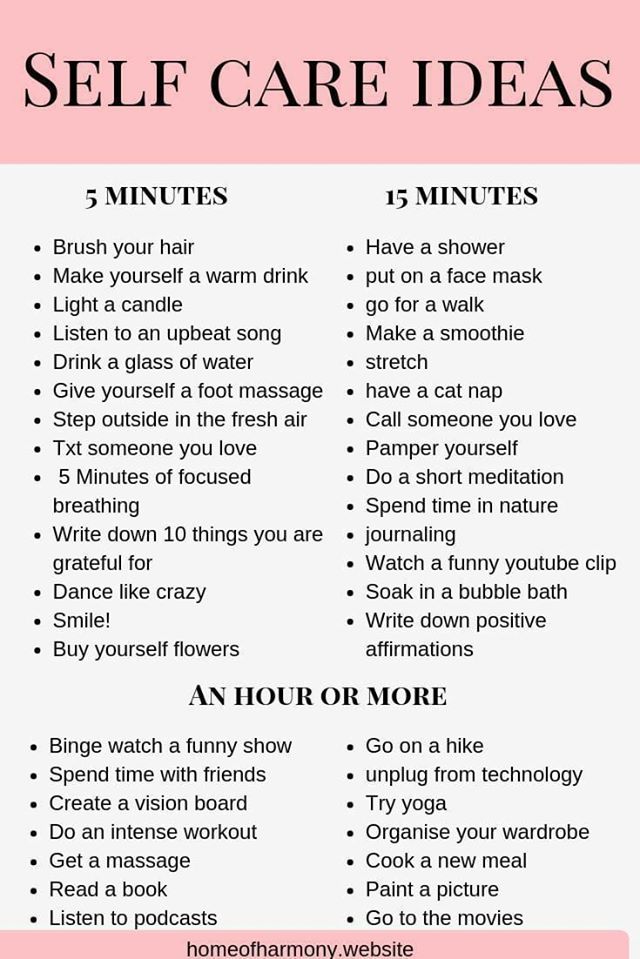 SELF CARE IDEAS
5 MINUTES
Brush your hair
Make yourself a warm drink
Light a candle
Listen to an upbeat song
Drink a glass of water
Give yourself a foot massage
Step outside in the fresh air
Txt someone you love
5 Minutes of focused
breathing
Write down 10 things you are
grateful for
Dance like crazy
Smile!
Buy yourself flowers
15 MINUTES
Have a shower
put on a face mask
go for a walk
Make a smoothie
stretch
have a cat nap
Call someone you love
Pamper yourself
Do a short meditation
Spend time in nature
journaling
Watch a funny youtube clip
Soak in a bubble bath
Write down positive
affirmations
AN HOUR OR MORE
Binge watch a funny show
Spend time with friends
Create a vision board
Do an intense workout
Get a massage
Read a book
Listen to podcasts
Go on a hike
unplug from technology
Try yoga
Organise your wardrobe
Cook a new meal
Paint a picture
Go to the movies
homeofharmony.website